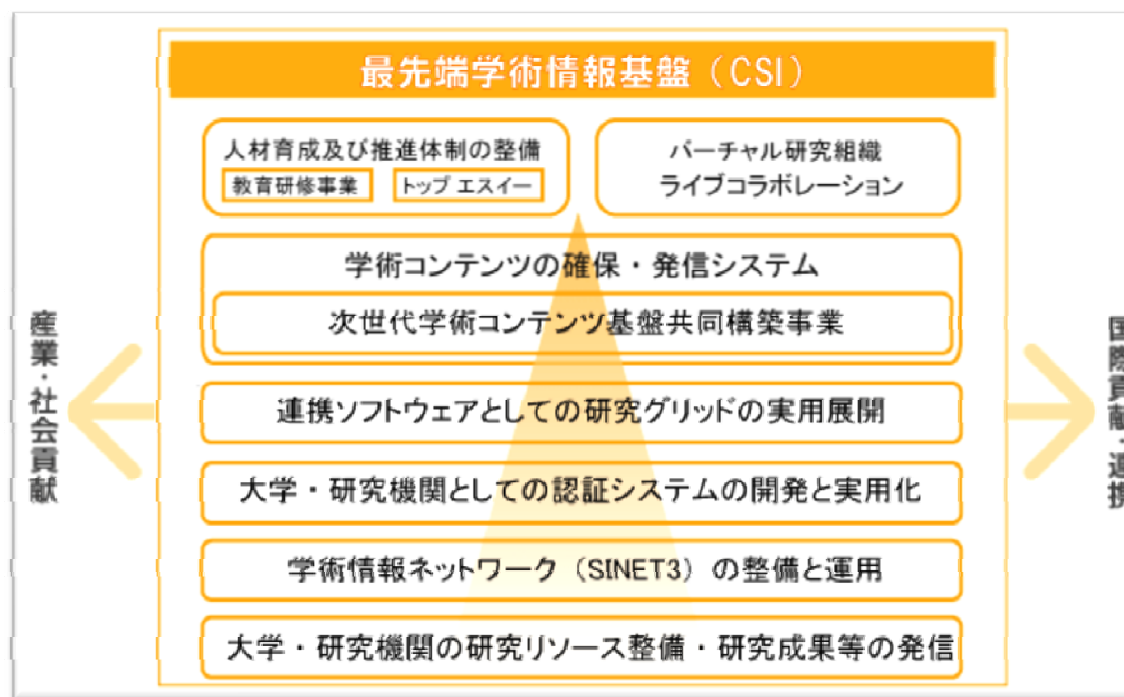 最先端学術情報基盤（CSI）
人材育成及び推進体制の整備
教育研修事業
トップ エスイー
バーチャル研究組織
ライブコラボレーション
学術コンテンツの確保・発信システム
次世代学術コンテンツ基盤共同構築事業
連携ソフトウェアとしての研究グリッドの実用展開
大学・研究機関としての認証システムの開発と実用化
学術情報ネットワーク（SINET3）の整備と運用
大学・研究機関の研究リソース整備・研究成果等の発信
産業・社会貢献
国際貢献・連携